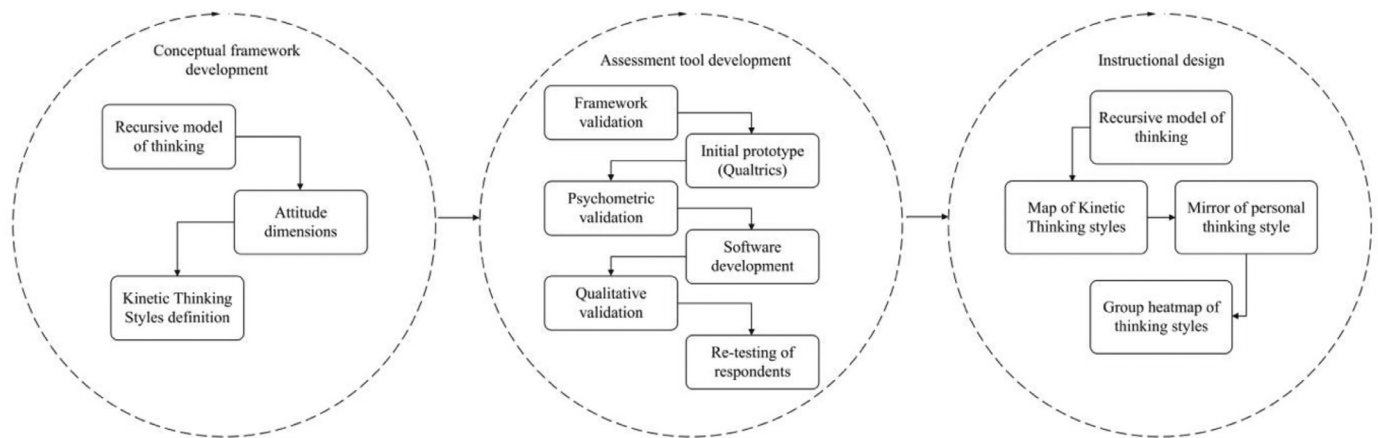 Conceptual framework
development
Recursive model
of thinking
Attitude
dimensions
Kinetic Thinking
Styles definition
Assessment tool development
Framework
validation
Initial prototype
(Qualtrics)
Psychometric
validation
Software
development
Qualitative
validation
Re-testing of
respondents
Instructional design
Recursive model of
thinking
Map of Kinetic
Thinking styles
Mirror of personal
thinking style
Group heatmap of
thinking styles